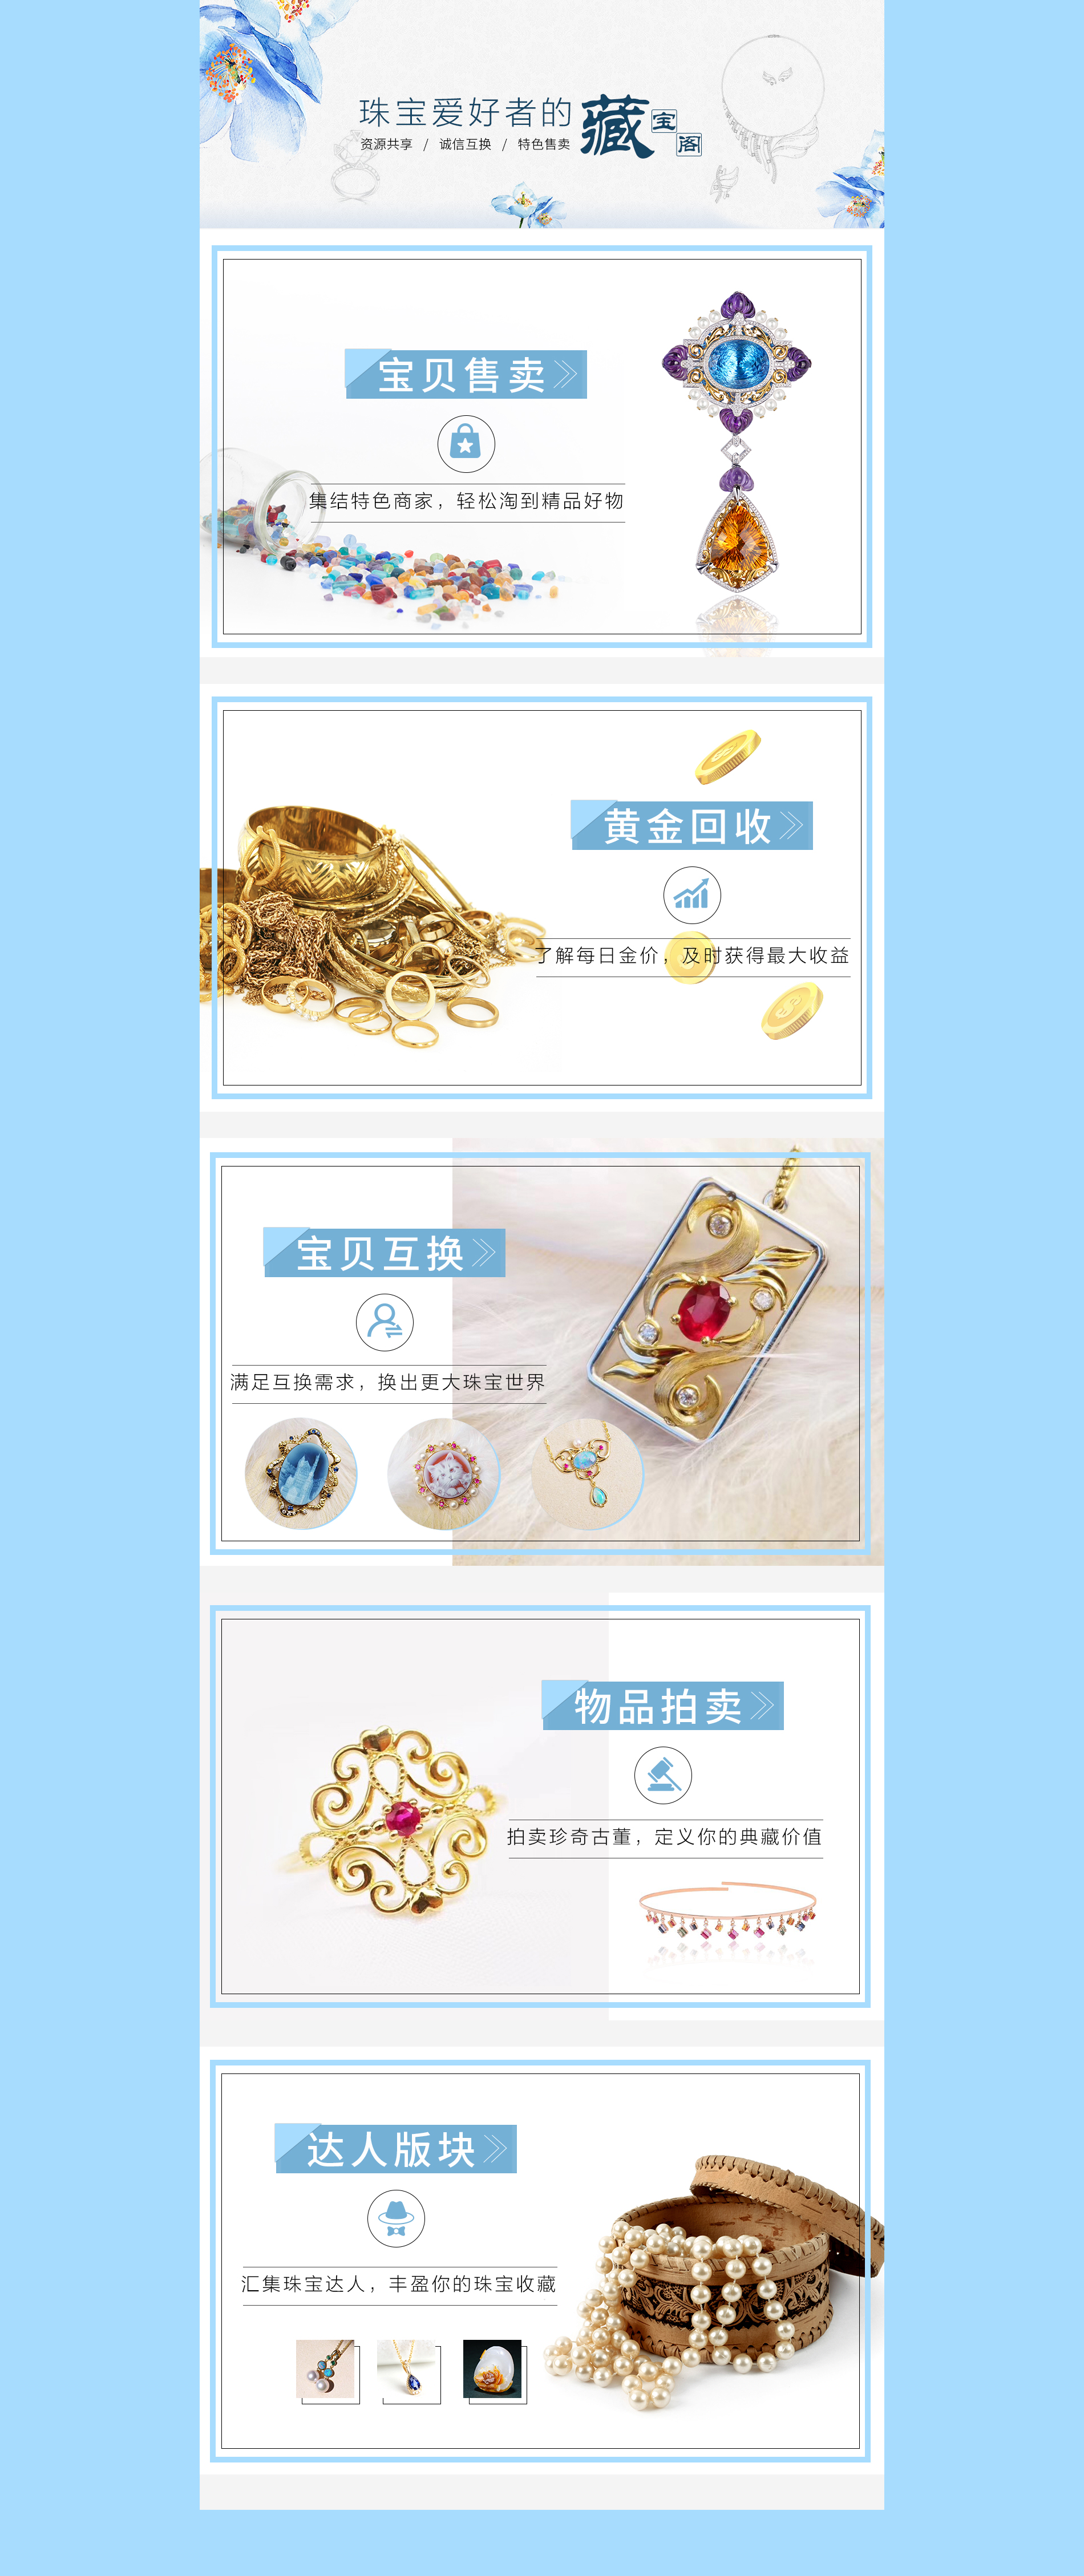 珠宝爱好者的藏宝阁
资源共享 / 诚信互换 / 特色售卖
宝贝售卖
集结特色商家，轻松淘到精品好物
黄金回收
了解每日金价，及时获得最大收益
宝贝互换
满足互换需求，换出更大珠宝世界
物品拍卖
拍卖珍奇古董，定义你的典藏价值
达人版块
汇集珠宝达人，丰盈你的珠宝收藏